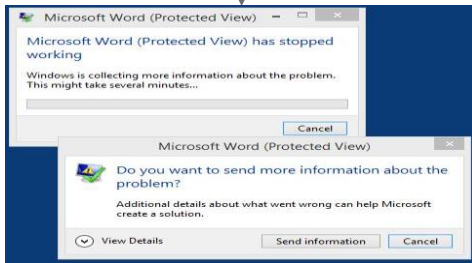 Microsoft Word (Protected View)
Microsoft Word (Protected View) has stopped
working
Windows is collecting more information about the problem.
This might take several minutes...
Cancel
Microsoft Word (Protected View)
Do you want to send more information about the
problem?
Additional details about what went wrong can help Microsoft
create a solution.
View Details
Send information
Cancel